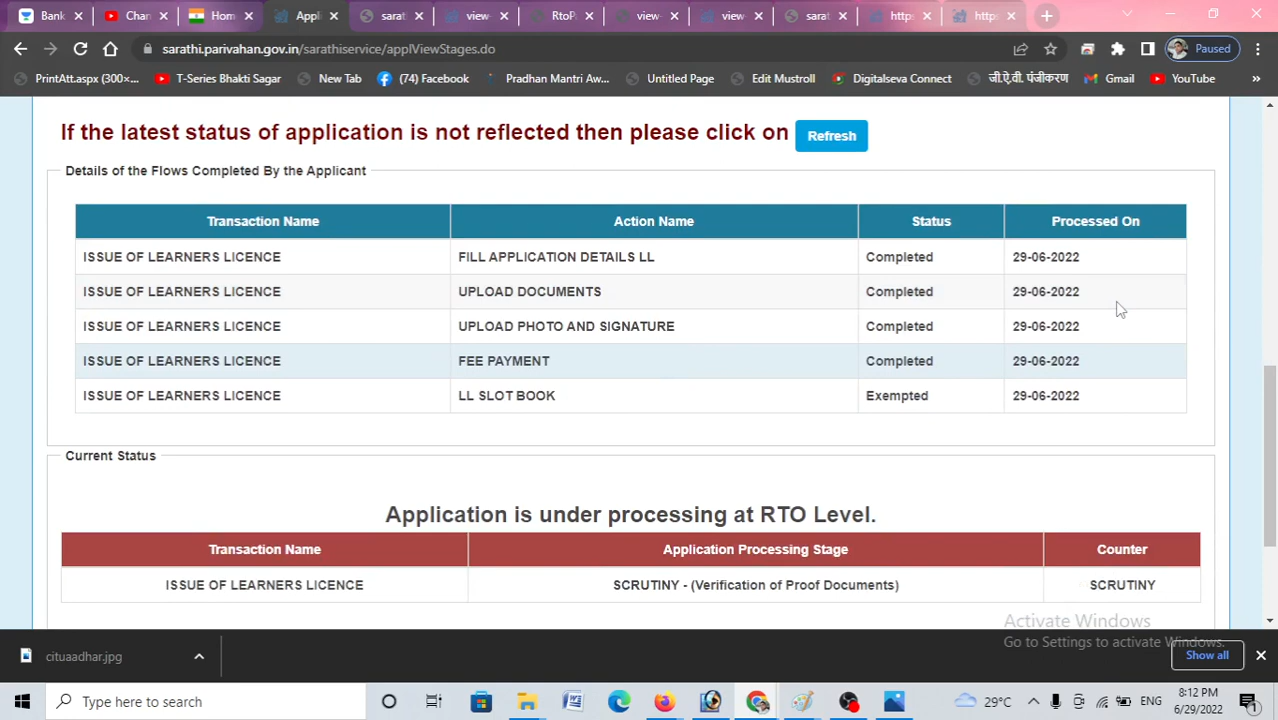 Bank
Chan
Hom
Appli
sarat
view-
RtoPa
view-
view-
sarat
https
https
sarathi.parivahan.gov.in/sarathiservice/applViewStages.do
Paused
PrintAtt.aspx (300×...
T-Series Bhakti Sagar
New Tab
(74) Facebook
Pradhan Mantri Aw...
Untitled Page
Edit Mustroll
Digitalseva Connect
जी.ऐ.वी. पंजीकरण
Gmail
YouTube
»
If the latest status of application is not reflected then please click on Refresh
Details of the Flows Completed By the Applicant
Transaction Name Action Name Status Processed On
ISSUE OF LEARNERS LICENCE FILL APPLICATION DETAILS LL Completed 29-06-2022
ISSUE OF LEARNERS LICENCE UPLOAD DOCUMENTS Completed 29-06-2022
ISSUE OF LEARNERS LICENCE UPLOAD PHOTO AND SIGNATURE Completed 29-06-2022
ISSUE OF LEARNERS LICENCE FEE PAYMENT Completed 29-06-2022
ISSUE OF LEARNERS LICENCE LL SLOT BOOK Exempted 29-06-2022
Current Status
Application is under processing at RTO Level.
Transaction Name Application Processing Stage Counter
ISSUE OF LEARNERS LICENCE SCRUTINY - (Verification of Proof Documents) SCRUTINY
Activate Windows
Go to Settings to activate Windows.
cituaadhar.jpg
Show all
Type here to search
29°C
ENG
8:12 PM
6/29/2022
1